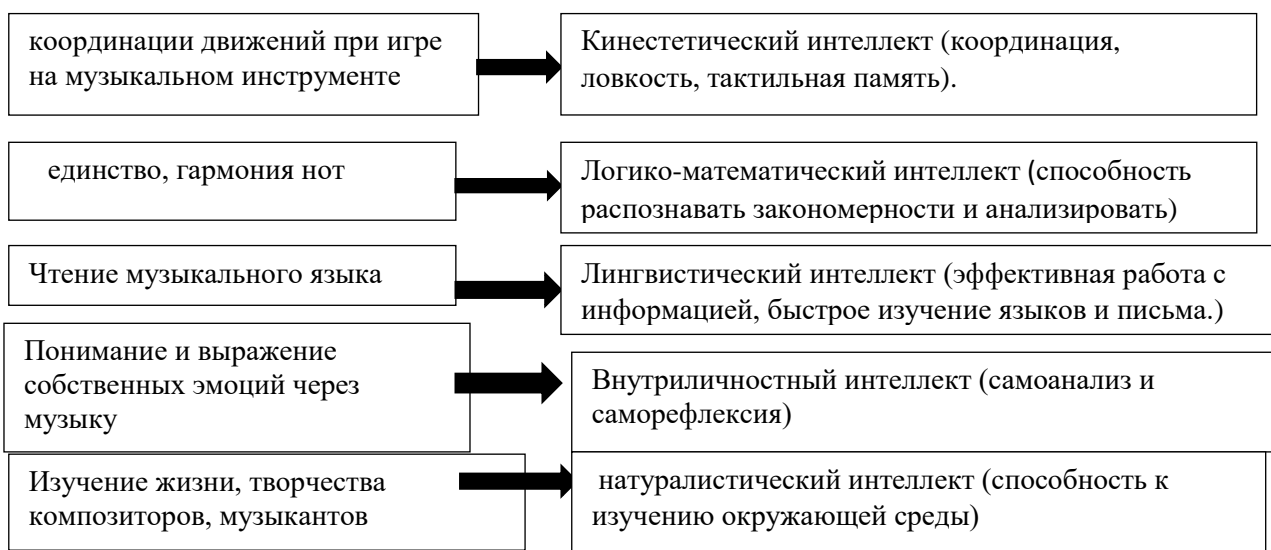 координации движений при игре
на музыкальном инструменте
Кинестетический интеллект (координация,
ловкость, тактильная память).
единство, гармония нот
Логико-математический интеллект (способность
распознавать закономерности и анализировать)
Чтение музыкального языка
Лингвистический интеллект (эффективная работа с
информацией, быстрое изучение языков и письма.)
Понимание и выражение
собственных эмоций через
музыку
Внутриличностный интеллект (самоанализ и
саморефлексия)
Изучение жизни, творчества
композиторов, музыкантов
натуралистический интеллект (способность к
изучению окружающей среды)